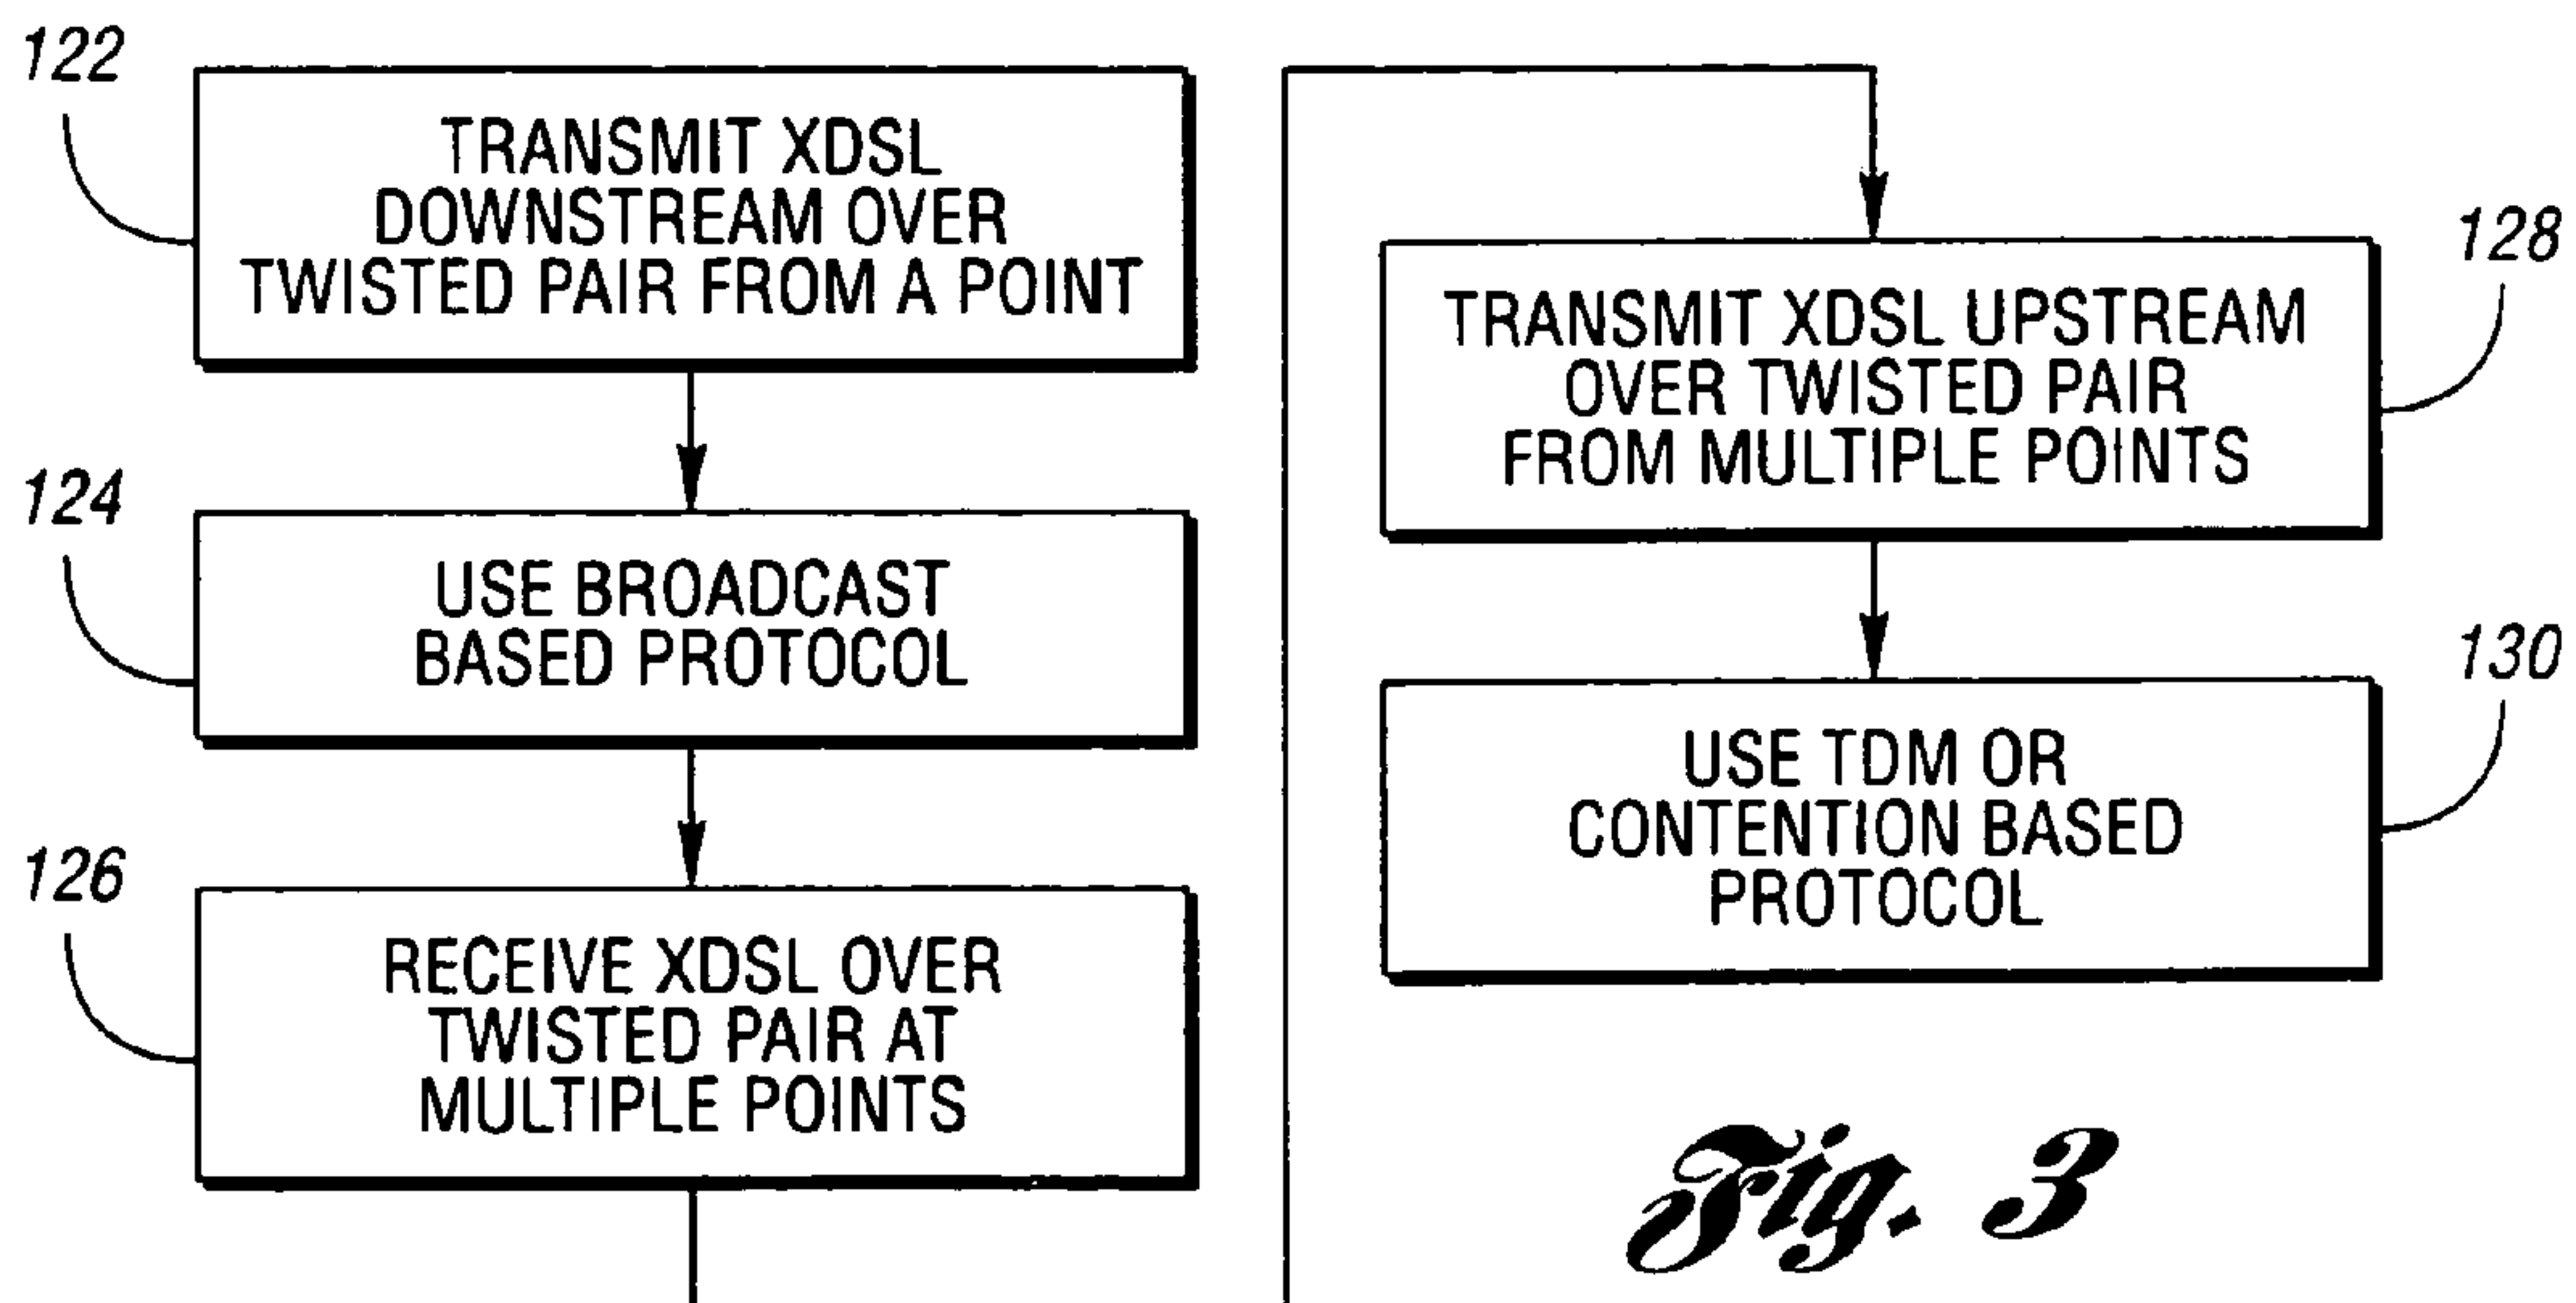 122
TRANSMIT XDSL
DOWNSTREAM OVER
TWISTED PAIR FROM A POINT
124
USE BROADCAST
BASED PROTOCOL
126
RECEIVE XDSL OVER
TWISTED PAIR AT
MULTIPLE POINTS
128
TRANSMIT XDSL UPSTREAM
OVER TWISTED PAIR
FROM MULTIPLE POINTS
130
USE TDM OR
CONTENTION BASED
PROTOCOL
Fig. 3